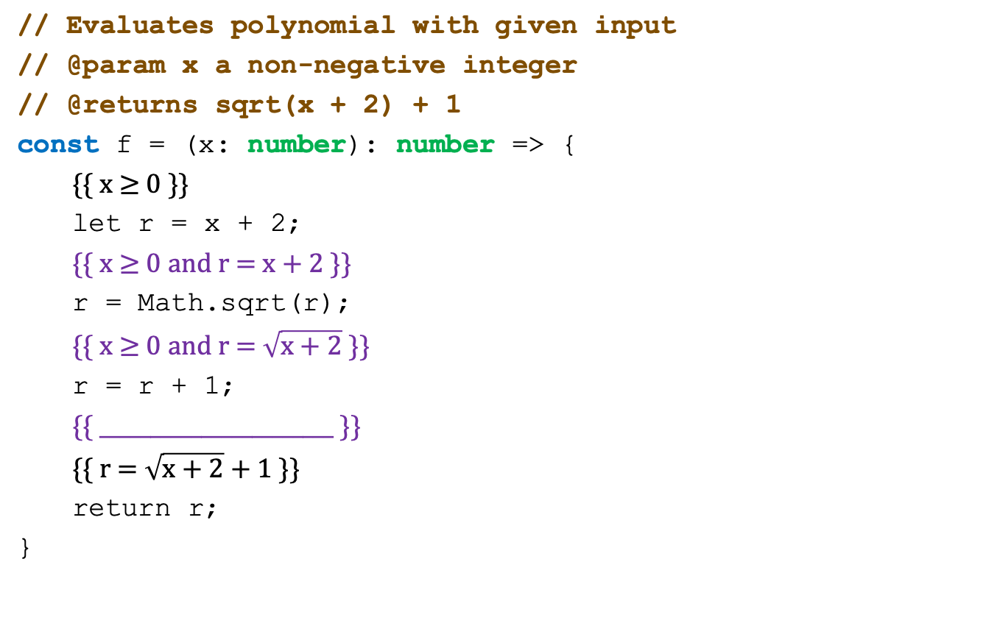 // Evaluates polynomial with given input
// @param x a non-negative integer
// @returns sqrt(x + 2) + 1
const f = (x: number): number => {
{{ x ≥ 0 }}
let r = x + 2;
{{ x ≥ 0 and r = x + 2 }}
r = Math.sqrt(r);
{{ x ≥ 0 and r = √(x + 2) }}
r = r + 1;
{{ _________________ }}
{{ r = √(x + 2) + 1 }}
return r;
}